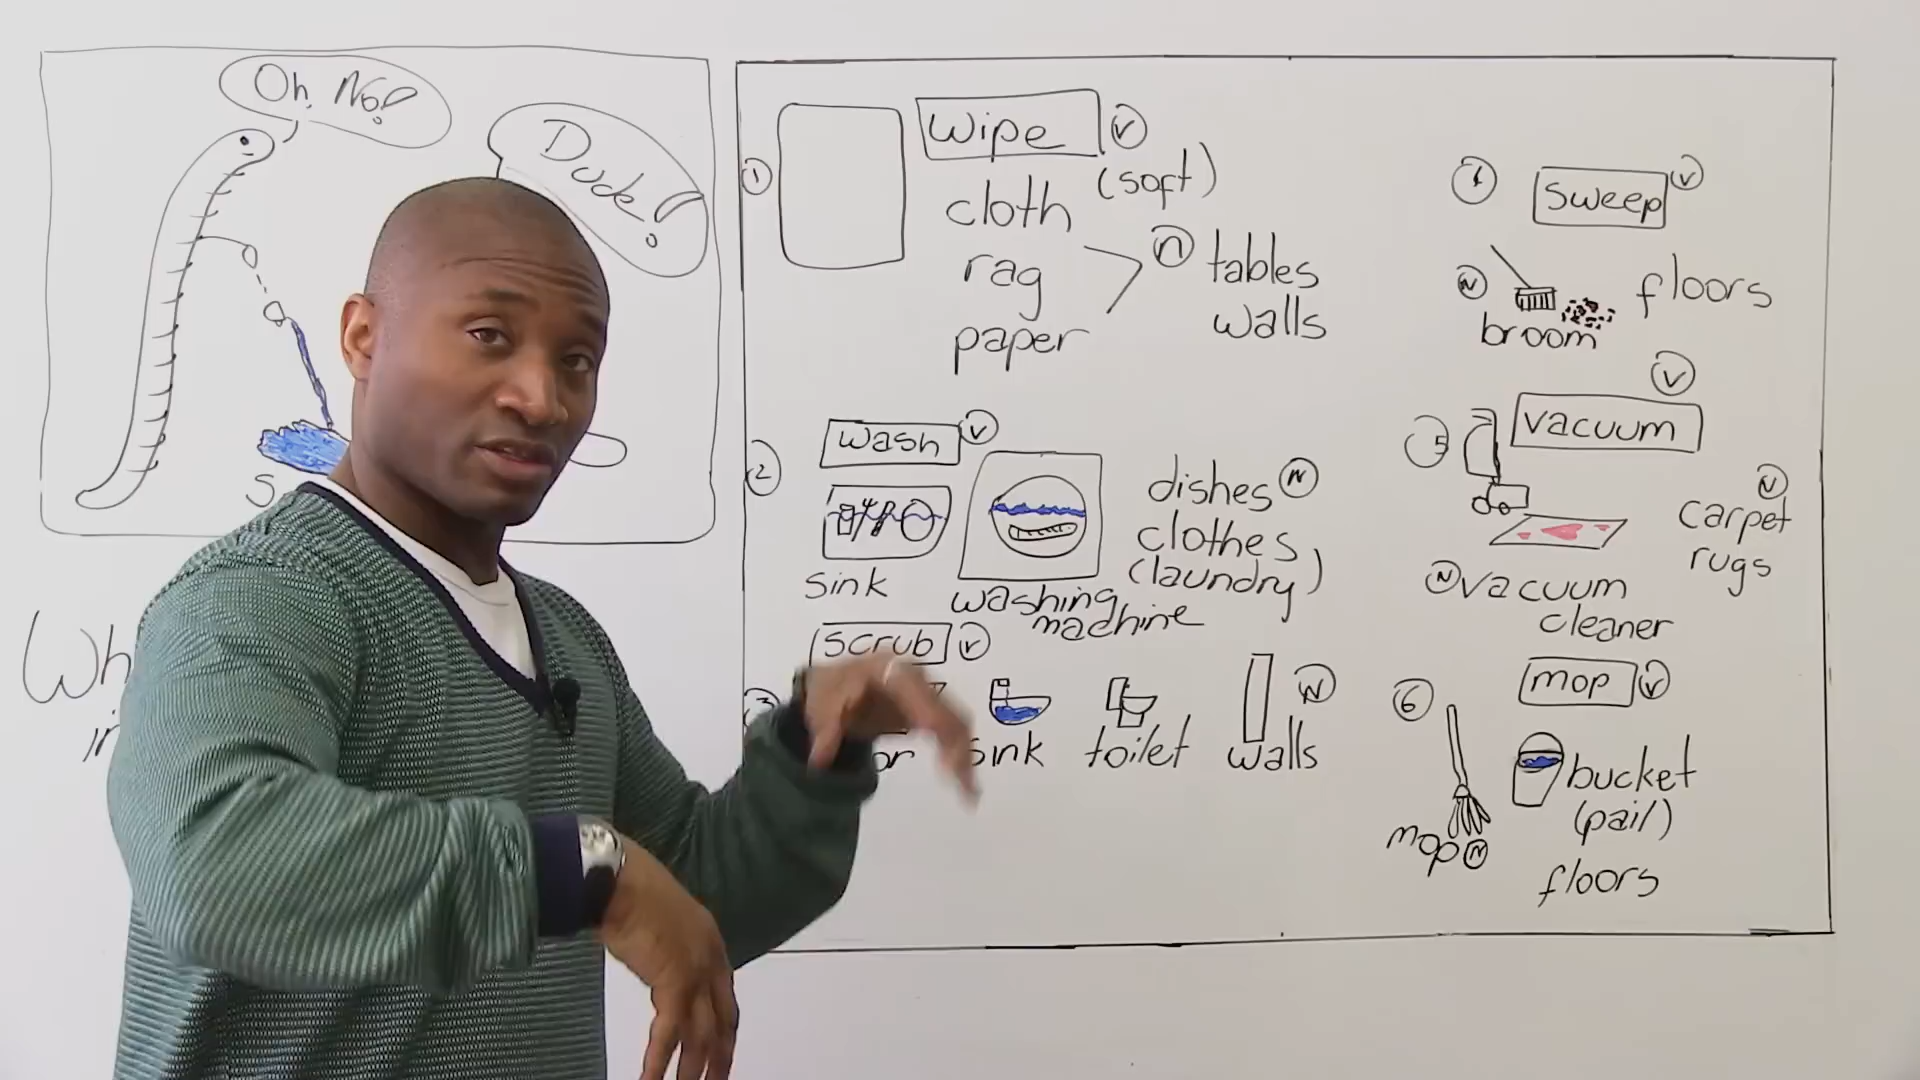 Oh, No!
Dude!
1
wipe v
(soft)
cloth
rag
paper
n tables
walls
2
wash v
sink
washing
machine
dishes N
clothes
(laundry)
3
scrub v
sink
toilet
walls
N
sweep v
N
broom
floors
5
vacuum
v
N
carpet
rugs
N vacuum
cleaner
6
mop v
mop N
bucket
(pail)
floors